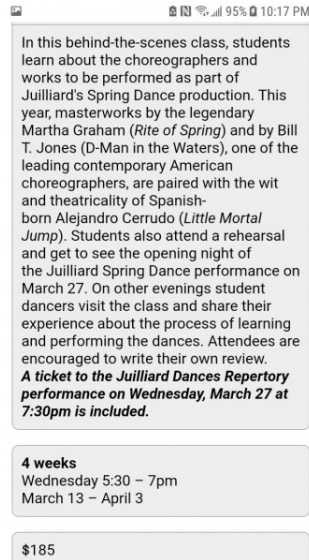 95% 10:17 PM
In this behind-the-scenes class, students
learn about the choreographers and
works to be performed as part of
Juilliard's Spring Dance production. This
year, masterworks by the legendary
Martha Graham (Rite of Spring) and by Bill
T. Jones (D-Man in the Waters), one of the
leading contemporary American
choreographers, are paired with the wit
and theatricality of Spanish-
born Alejandro Cerrudo (Little Mortal
Jump). Students also attend a rehearsal
and get to see the opening night of
the Juilliard Spring Dance performance on
March 27. On other evenings student
dancers visit the class and share their
experience about the process of learning
and performing the dances. Attendees are
encouraged to write their own review.
A ticket to the Juilliard Dances Repertory
performance on Wednesday, March 27 at
7:30pm is included.
4 weeks
Wednesday 5:30 – 7pm
March 13 – April 3
$185